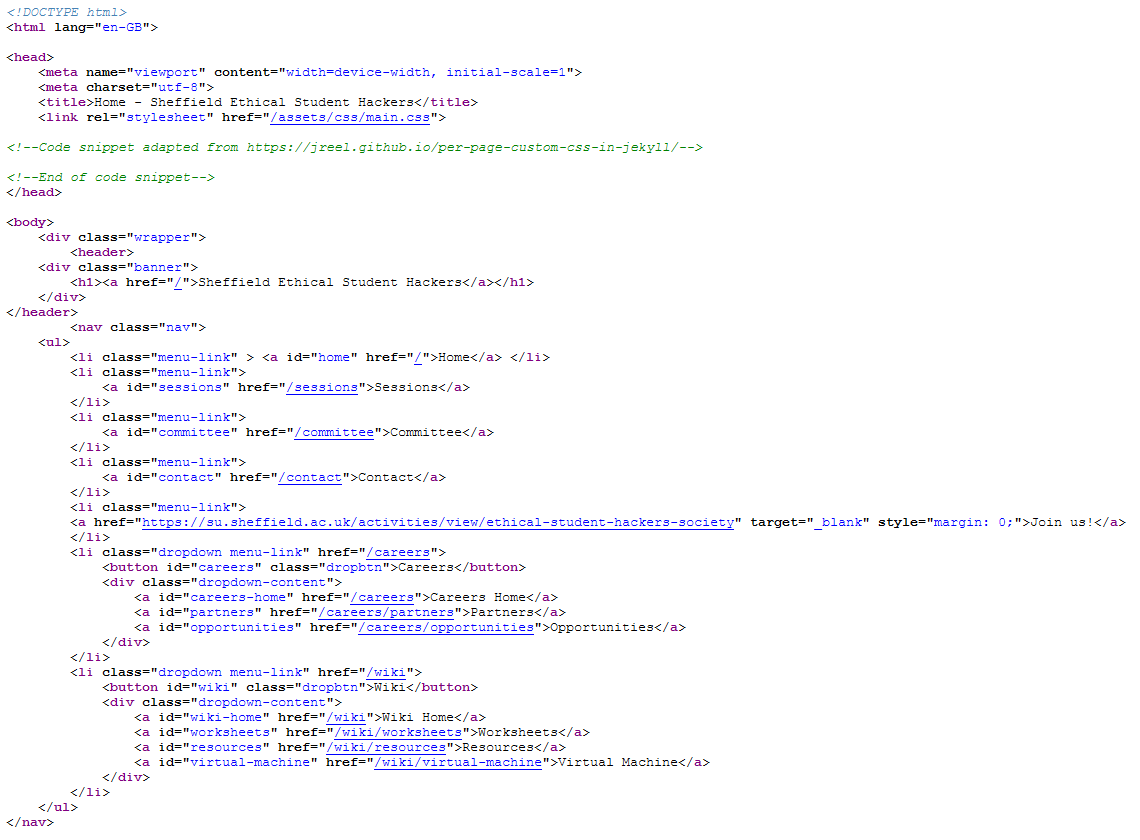 <!DOCTYPE html>
<html lang="en-GB">
<head>
<meta name="viewport" content="width=device-width, initial-scale=1">
<meta charset="utf-8">
<title>Home - Sheffield Ethical Student Hackers</title>
<link rel="stylesheet" href="/assets/css/main.css">
<!--Code snippet adapted from https://jreel.github.io/per-page-custom-css-in-jekyll/-->
<!--End of code snippet-->
</head>
<body>
<div class="wrapper">
<header>
<div class="banner">
<h1><a href="/">Sheffield Ethical Student Hackers</a></h1>
</div>
</header>
<nav class="nav">
<ul>
<li class="menu-link" > <a id="home" href="/">Home</a> </li>
<li class="menu-link">
<a id="sessions" href="/sessions">Sessions</a>
</li>
<li class="menu-link">
<a id="committee" href="/committee">Committee</a>
</li>
<li class="menu-link">
<a id="contact" href="/contact">Contact</a>
</li>
<li class="menu-link">
<a href="https://su.sheffield.ac.uk/activities/view/ethical-student-hackers-society" target="_blank" style="margin: 0;">Join us!</a>
</li>
<li class="dropdown menu-link" href="/careers">
<button id="careers" class="dropbtn">Careers</button>
<div class="dropdown-content">
<a id="careers-home" href="/careers">Careers Home</a>
<a id="partners" href="/careers/partners">Partners</a>
<a id="opportunities" href="/careers/opportunities">Opportunities</a>
</div>
</li>
<li class="dropdown menu-link" href="/wiki">
<button id="wiki" class="dropbtn">Wiki</button>
<div class="dropdown-content">
<a id="wiki-home" href="/wiki">Wiki Home</a>
<a id="worksheets" href="/wiki/worksheets">Worksheets</a>
<a id="resources" href="/wiki/resources">Resources</a>
<a id="virtual-machine" href="/wiki/virtual-machine">Virtual Machine</a>
</div>
</li>
</ul>
</nav>